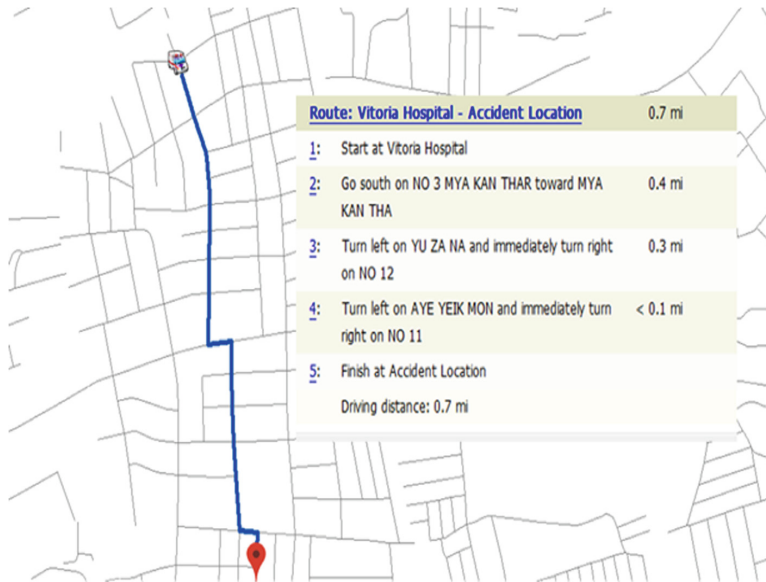 Route: Vitoria Hospital - Accident Location 0.7 mi
1: Start at Vitoria Hospital
2: Go south on NO 3 MYA KAN THAR toward MYA 0.4 mi
KAN THA
3: Turn left on YU ZA NA and immediately turn right 0.3 mi
on NO 12
4: Turn left on AYE YEIK MON and immediately turn < 0.1 mi
right on NO 11
5: Finish at Accident Location
Driving distance: 0.7 mi